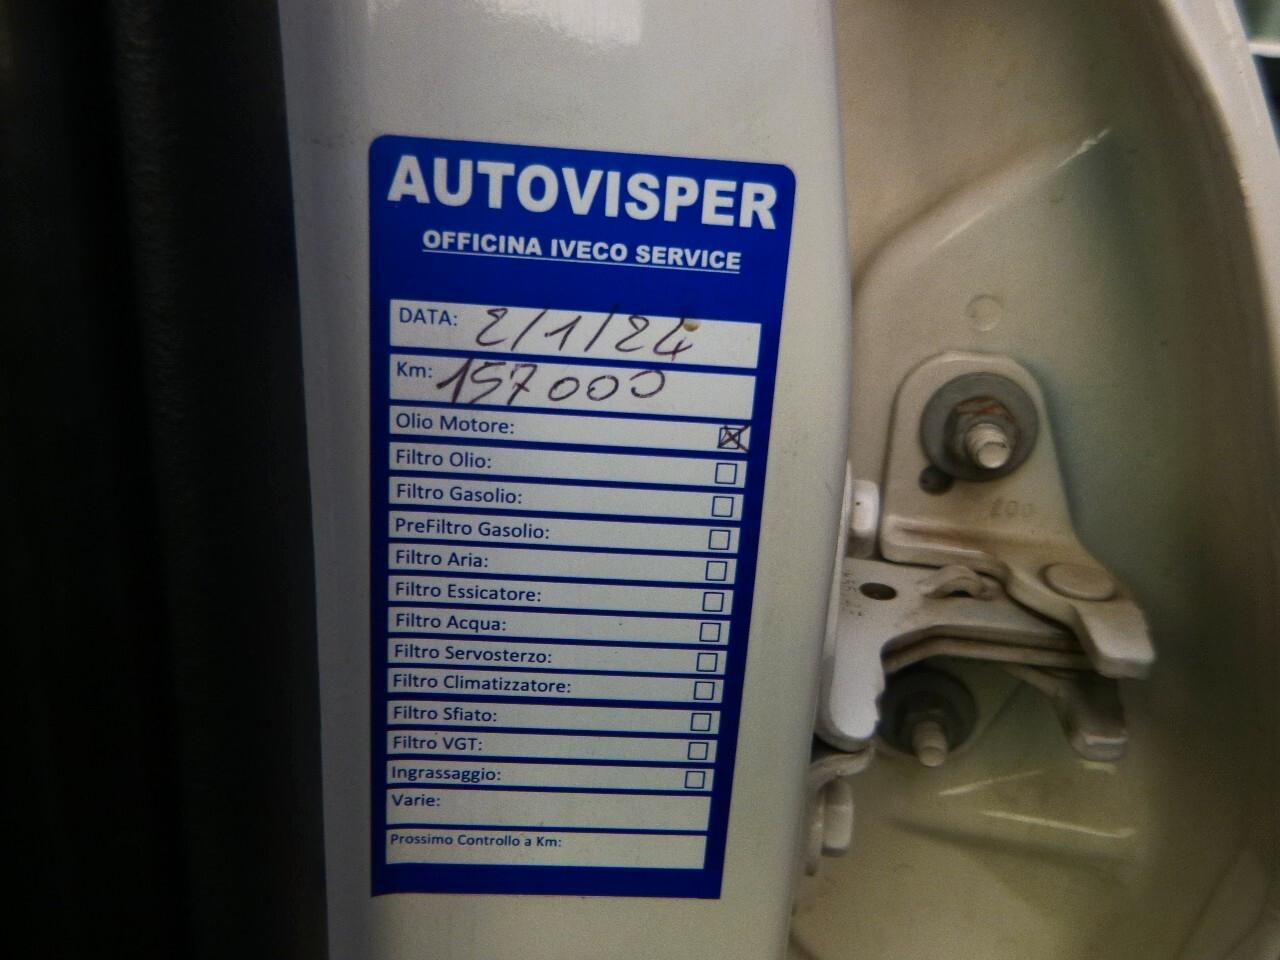 AUTOVISPER
OFFICINA IVECO SERVICE
DATA: 2/1/24
Km: 157000
Olio Motore: ☒
Filtro Olio: ☐
Filtro Gasolio: ☐
PreFiltro Gasolio: ☐
Filtro Aria: ☐
Filtro Essicatore: ☐
Filtro Acqua: ☐
Filtro Servosterzo: ☐
Filtro Climatizzatore: ☐
Filtro Sfiato: ☐
Filtro VGT: ☐
Ingrassaggio: ☐
Varie:
Prossimo Controllo a Km: